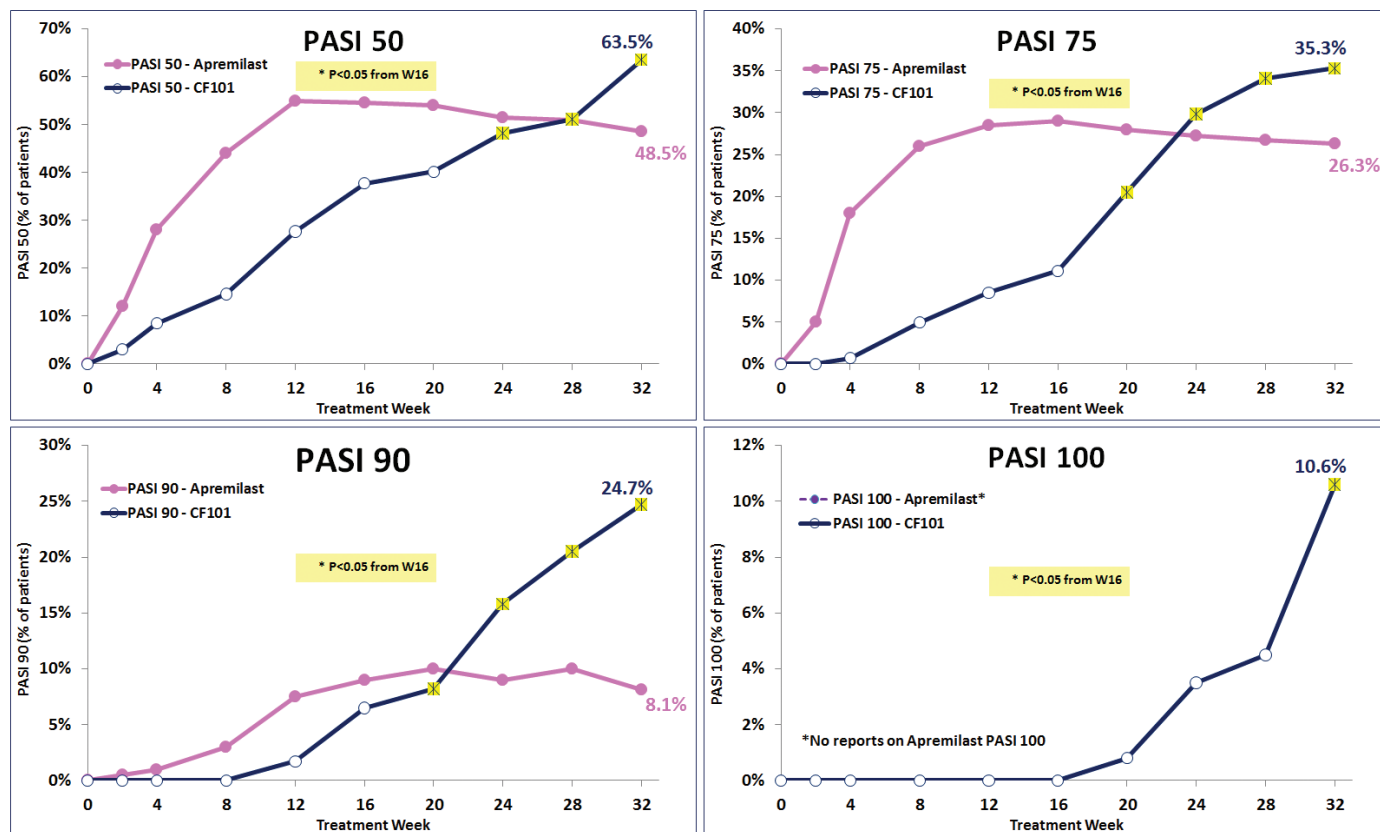 PASI 50
PASI 50 - Apremilast
PASI 50 - CF101
* P<0.05 from W16
63.5%
48.5%
PASI 50 (% of patients)
70%
60%
50%
40%
30%
20%
10%
0%
0 4 8 12 16 20 24 28 32
Treatment Week
PASI 75
PASI 75 - Apremilast
PASI 75 - CF101
* P<0.05 from W16
35.3%
26.3%
PASI 75 (% of patients)
40%
35%
30%
25%
20%
15%
10%
5%
0%
0 4 8 12 16 20 24 28 32
Treatment Week
PASI 90
PASI 90 - Apremilast
PASI 90 - CF101
* P<0.05 from W16
24.7%
8.1%
PASI 90 (% of patients)
30%
25%
20%
15%
10%
5%
0%
0 4 8 12 16 20 24 28 32
Treatment Week
PASI 100
PASI 100 - Apremilast*
PASI 100 - CF101
* P<0.05 from W16
10.6%
*No reports on Apremilast PASI 100
PASI 100 (% of patients)
12%
10%
8%
6%
4%
2%
0%
0 4 8 12 16 20 24 28 32
Treatment Week